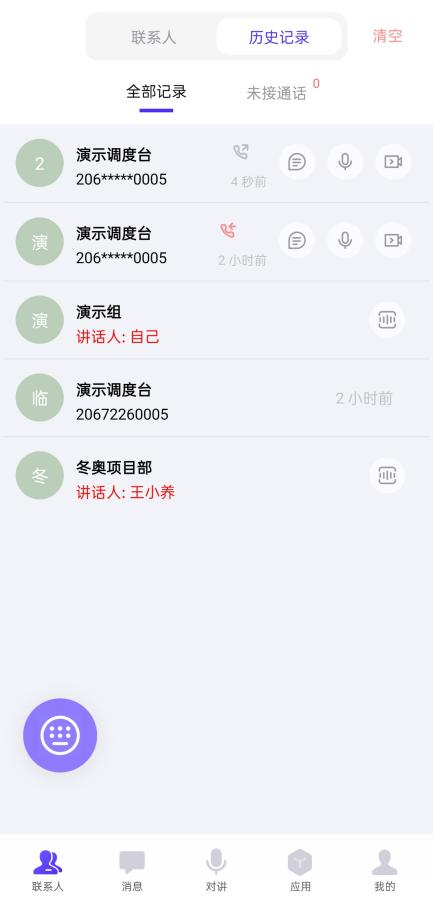 联系人
历史记录
清空
全部记录
未接通话
0
2
演示调度台
206*****0005
4 秒前
演
演示调度台
206*****0005
2 小时前
演
演示组
讲话人: 自己
临
演示调度台
20672260005
2 小时前
冬
冬奥项目部
讲话人: 王小养
联系人
消息
对讲
应用
我的